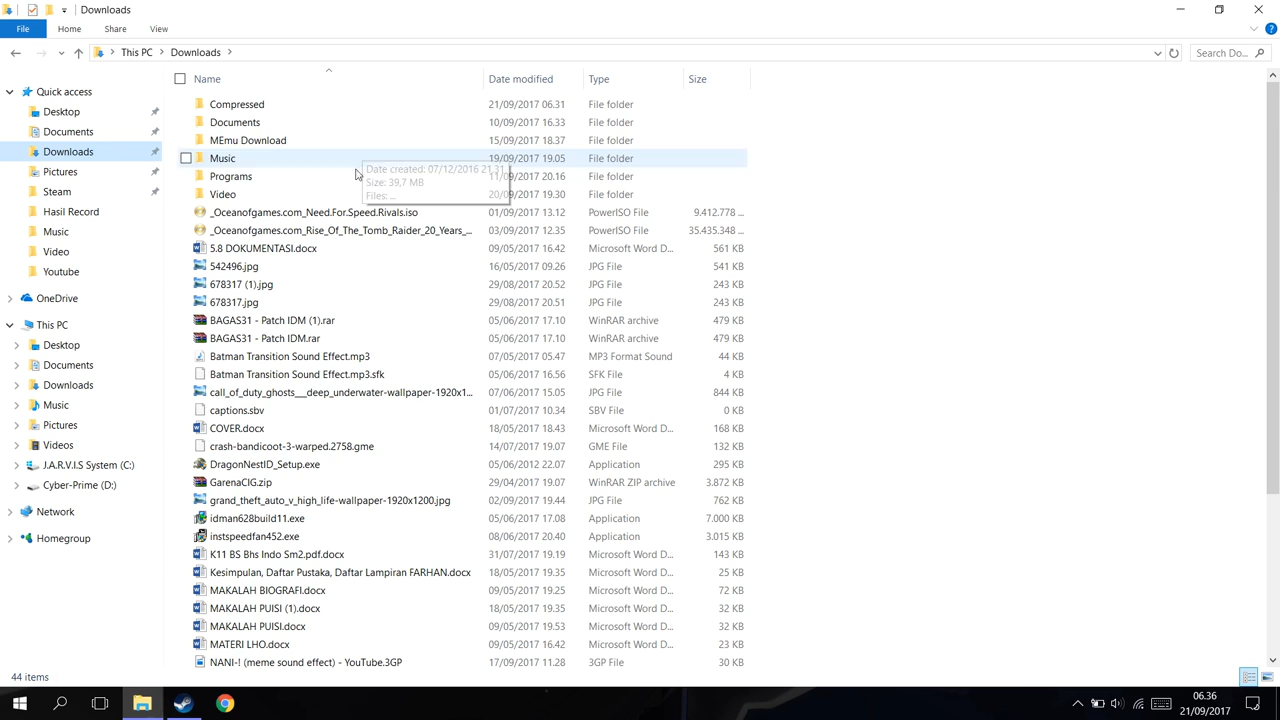 Downloads
File Home Share View
This PC Downloads Search Do...
Name Date modified Type Size
Quick access
Desktop
Documents
Downloads
Pictures
Steam
Hasil Record
Music
Video
Youtube
OneDrive
This PC
Desktop
Documents
Downloads
Music
Pictures
Videos
J.A.R.V.I.S System (C:)
Cyber-Prime (D:)
Network
Homegroup
Compressed 21/09/2017 06.31 File folder
Documents 10/09/2017 16.33 File folder
MEmu Download 15/09/2017 18.37 File folder
Music 19/09/2017 19.05 File folder
Date created: 07/12/2016 21.31
Size: 39,7 MB
Files: ...
Programs 11/09/2017 20.16 File folder
Video 20/09/2017 19.30 File folder
_Oceanofgames.com_Need.For.Speed.Rivals.iso 01/09/2017 13.12 PowerISO File 9.412.778 ...
_Oceanofgames.com_Rise_Of_The_Tomb_Raider_20_Years_... 03/09/2017 12.35 PowerISO File 35.435.348 ...
5.8 DOKUMENTASI.docx 09/05/2017 16.42 Microsoft Word D... 561 KB
542496.jpg 16/05/2017 09.26 JPG File 541 KB
678317 (1).jpg 29/08/2017 20.52 JPG File 243 KB
678317.jpg 29/08/2017 20.51 JPG File 243 KB
BAGAS31 - Patch IDM (1).rar 05/06/2017 17.10 WinRAR archive 479 KB
BAGAS31 - Patch IDM.rar 05/06/2017 17.10 WinRAR archive 479 KB
Batman Transition Sound Effect.mp3 07/05/2017 05.47 MP3 Format Sound 44 KB
Batman Transition Sound Effect.mp3.sfk 05/06/2017 16.56 SFK File 4 KB
call_of_duty_ghosts__deep_underwater-wallpaper-1920x1... 07/06/2017 15.05 JPG File 844 KB
captions.sbv 01/07/2017 10.34 SBV File 0 KB
COVER.docx 18/05/2017 18.43 Microsoft Word D... 168 KB
crash-bandicoot-3-warped.2758.gme 14/07/2017 19.07 GME File 132 KB
DragonNestID_Setup.exe 05/06/2012 22.07 Application 295 KB
GarenaCIG.zip 29/04/2017 19.07 WinRAR ZIP archive 3.872 KB
grand_theft_auto_v_high_life-wallpaper-1920x1200.jpg 02/09/2017 19.44 JPG File 762 KB
idman628build11.exe 05/06/2017 17.08 Application 7.000 KB
instspeedfan452.exe 08/06/2017 20.40 Application 3.015 KB
K11 BS Bhs Indo Sm2.pdf.docx 31/07/2017 19.19 Microsoft Word D... 143 KB
Kesimpulan, Daftar Pustaka, Daftar Lampiran FARHAN.docx 18/05/2017 19.35 Microsoft Word D... 25 KB
MAKALAH BIOGRAFI.docx 09/05/2017 19.25 Microsoft Word D... 72 KB
MAKALAH PUISI (1).docx 18/05/2017 19.35 Microsoft Word D... 32 KB
MAKALAH PUISI.docx 09/05/2017 19.53 Microsoft Word D... 32 KB
MATERI LHO.docx 09/05/2017 16.42 Microsoft Word D... 23 KB
NANI-! (meme sound effect) - YouTube.3GP 17/09/2017 11.28 3GP File 30 KB
44 items
06.36
21/09/2017